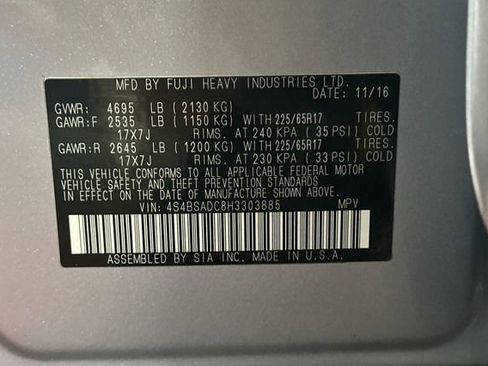 MFD BY FUJI HEAVY INDUSTRIES LTD.
DATE: 11/16
GVWR: 4695 LB ( 2130 KG)
GAWR:F 2535 LB ( 1150 KG) WITH 225/65R17 TIRES.
17X7J RIMS. AT 240 KPA ( 35 PSI) COLD
GAWR:R 2645 LB ( 1200 KG) WITH 225/65R17 TIRES.
17X7J RIMS. AT 230 KPA ( 33 PSI) COLD
THIS VEHICLE CONFORMS TO ALL APPLICABLE FEDERAL MOTOR
VEHICLE SAFETY AND THEFT PREVENTION STANDARDS
IN EFFECT ON THE DATE OF MANUFACTURE SHOWN ABOVE.
VIN: 4S4BSADC8H3303885 MPV
ASSEMBLED BY SIA INC. MADE IN U.S.A.